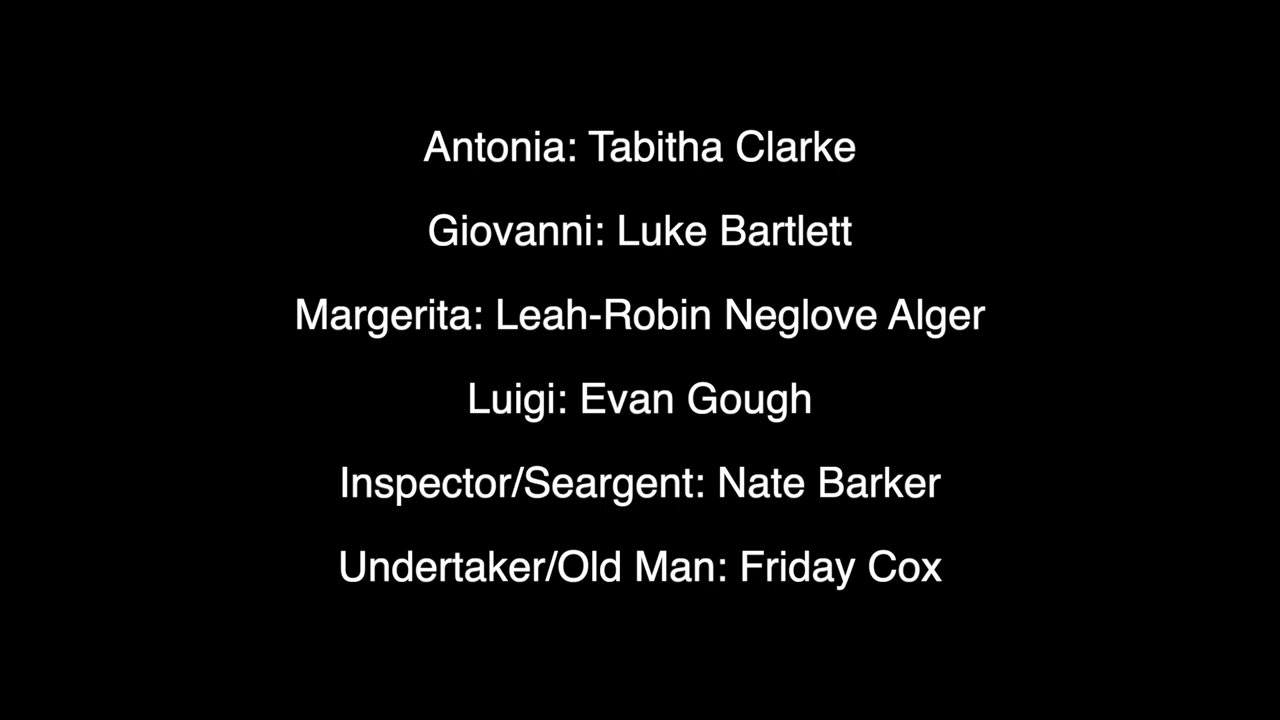 Antonia: Tabitha Clarke
Giovanni: Luke Bartlett
Margerita: Leah-Robin Neglove Alger
Luigi: Evan Gough
Inspector/Seargent: Nate Barker
Undertaker/Old Man: Friday Cox